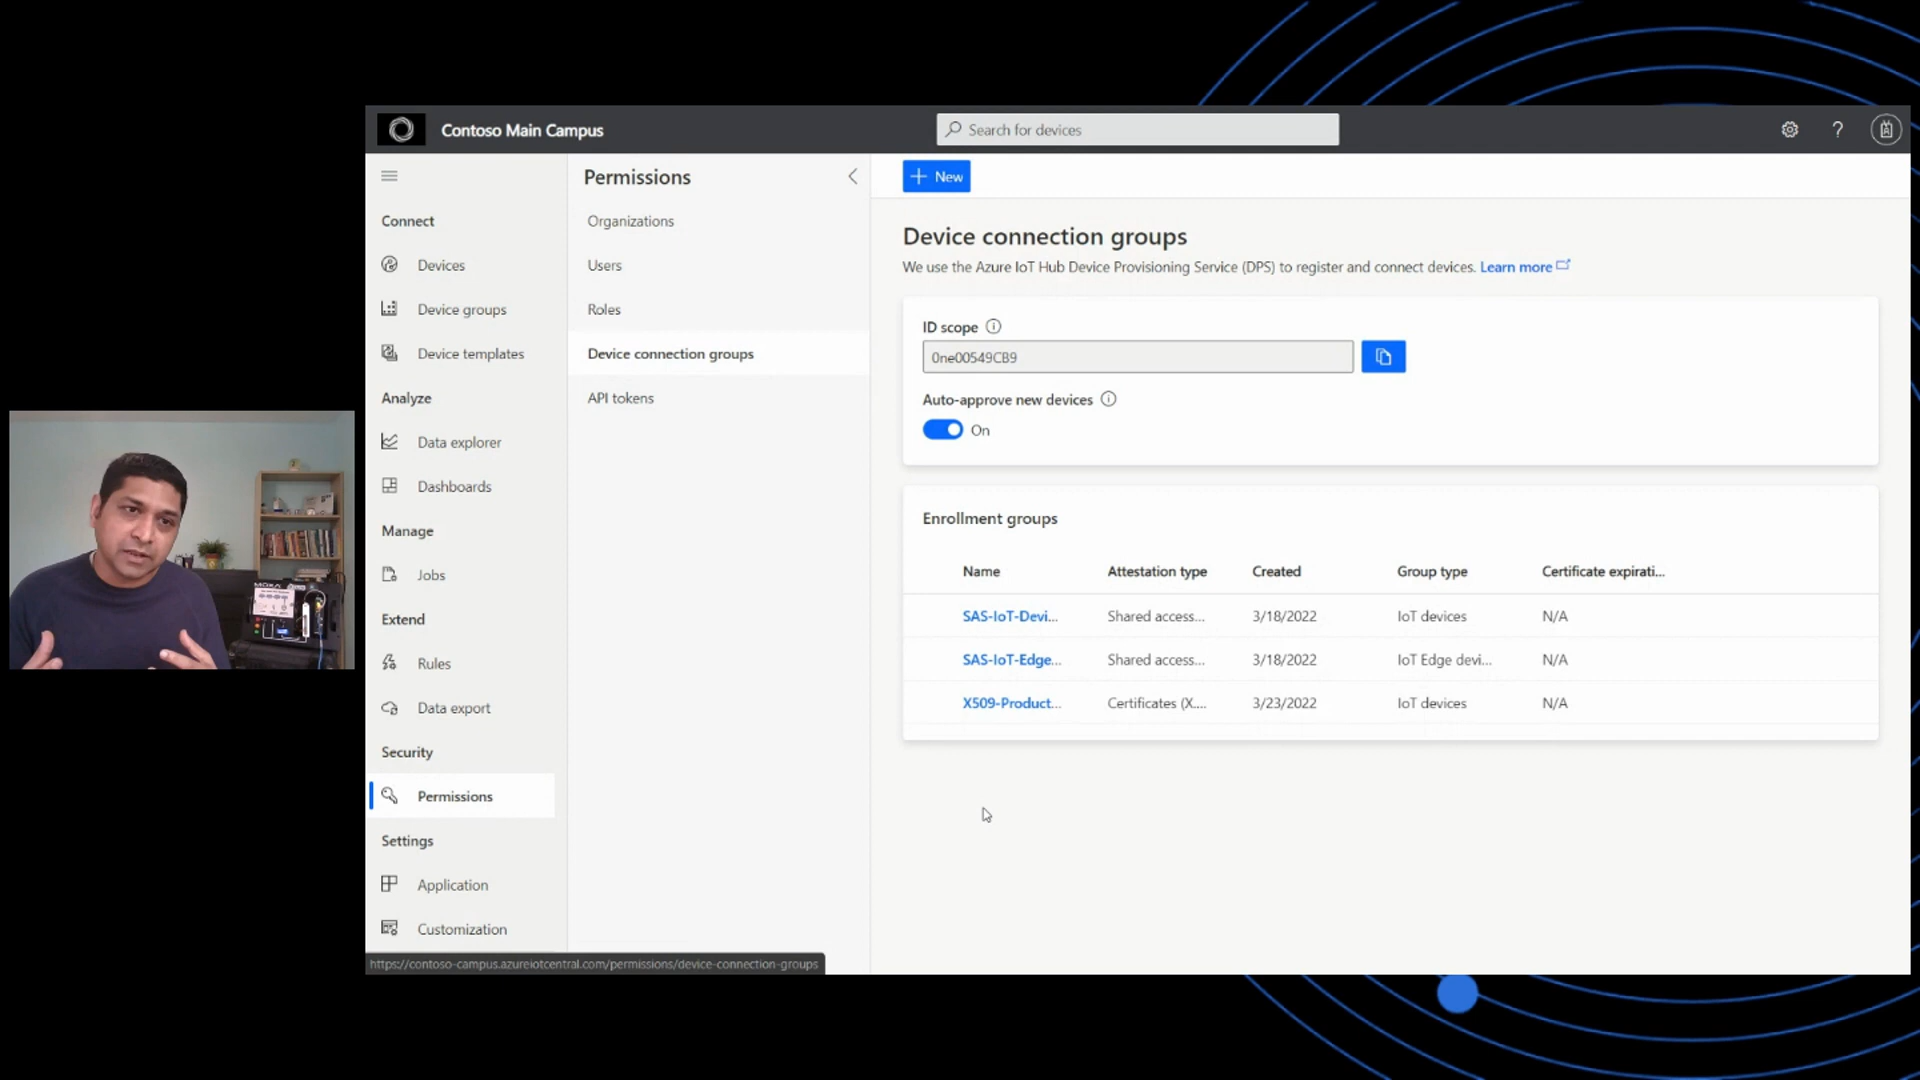 Contoso Main Campus
Search for devices
?
Connect
Devices
Device groups
Device templates
Analyze
Data explorer
Dashboards
Manage
Jobs
Extend
Rules
Data export
Security
Permissions
Settings
Application
Customization
https://contoso-campus.azureiotcentral.com/permissions/device-connection-groups
Permissions
Organizations
Users
Roles
Device connection groups
API tokens
New
Device connection groups
We use the Azure IoT Hub Device Provisioning Service (DPS) to register and connect devices. Learn more
ID scope
0ne00549CB9
Auto-approve new devices
On
Enrollment groups
Name Attestation type Created Group type Certificate expirati...
SAS-IoT-Devi... Shared access... 3/18/2022 IoT devices N/A
SAS-IoT-Edge... Shared access... 3/18/2022 IoT Edge devi... N/A
X509-Product... Certificates (X.... 3/23/2022 IoT devices N/A
MOXA